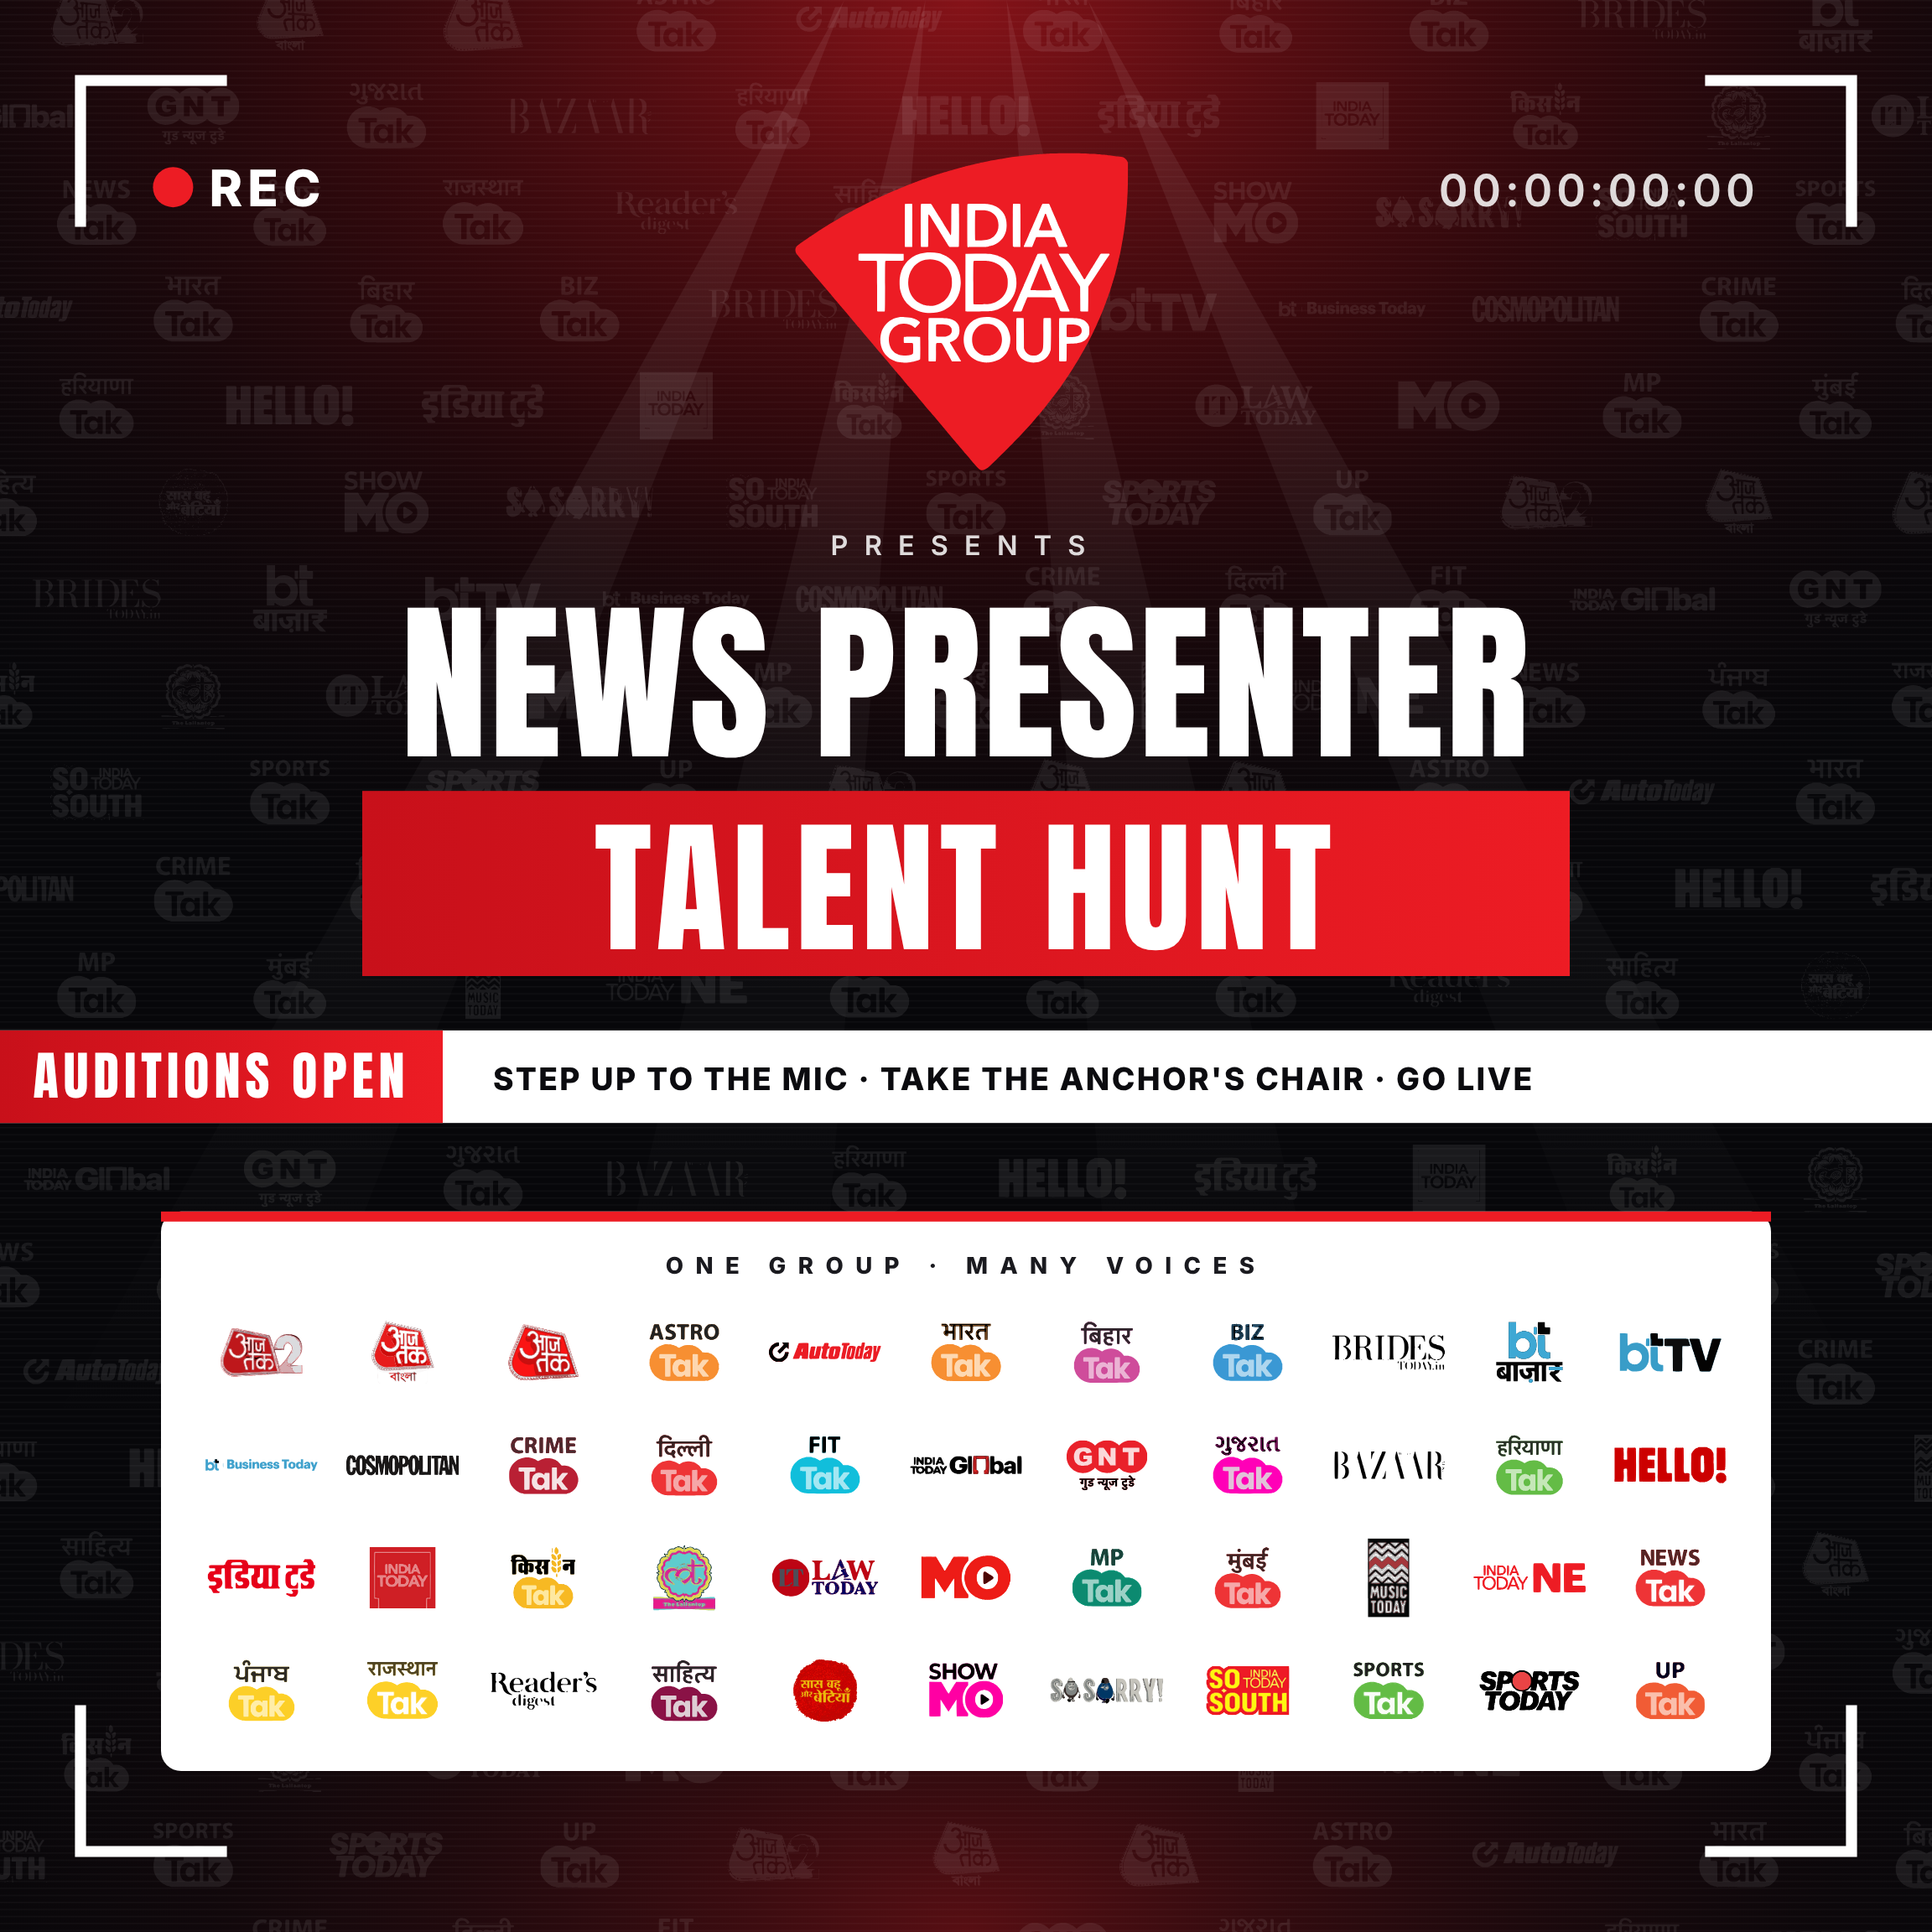 REC
00:00:00:00
INDIA
TODAY
GROUP
PRESENTS
NEWS PRESENTER
TALENT HUNT
AUDITIONS OPEN
STEP UP TO THE MIC · TAKE THE ANCHOR'S CHAIR · GO LIVE
ONE GROUP · MANY VOICES
आज तक 2
आज तक বাংলা
आज तक
ASTRO Tak
AutoToday
भारत Tak
बिहार Tak
BIZ Tak
BRIDES TODAY.in
bt बाज़ार
btTV
bt Business Today
COSMOPOLITAN
CRIME Tak
दिल्ली Tak
FIT Tak
INDIA TODAY Global
GNT गुड न्यूज़ टुडे
ગુજરાત Tak
BAZAAR
हरियाणा Tak
HELLO!
इंडिया टुडे
INDIA TODAY
किसान Tak
The Lallantop
IT LAW TODAY
MO
MP Tak
मुंबई Tak
MUSIC TODAY
INDIA TODAY NE
NEWS Tak
ਪੰਜਾਬ Tak
राजस्थान Tak
Reader's digest
साहित्य Tak
सास बहू और बेटियाँ
SHOW MO
SO SORRY!
SO INDIA TODAY SOUTH
SPORTS Tak
SPORTS TODAY
UP Tak